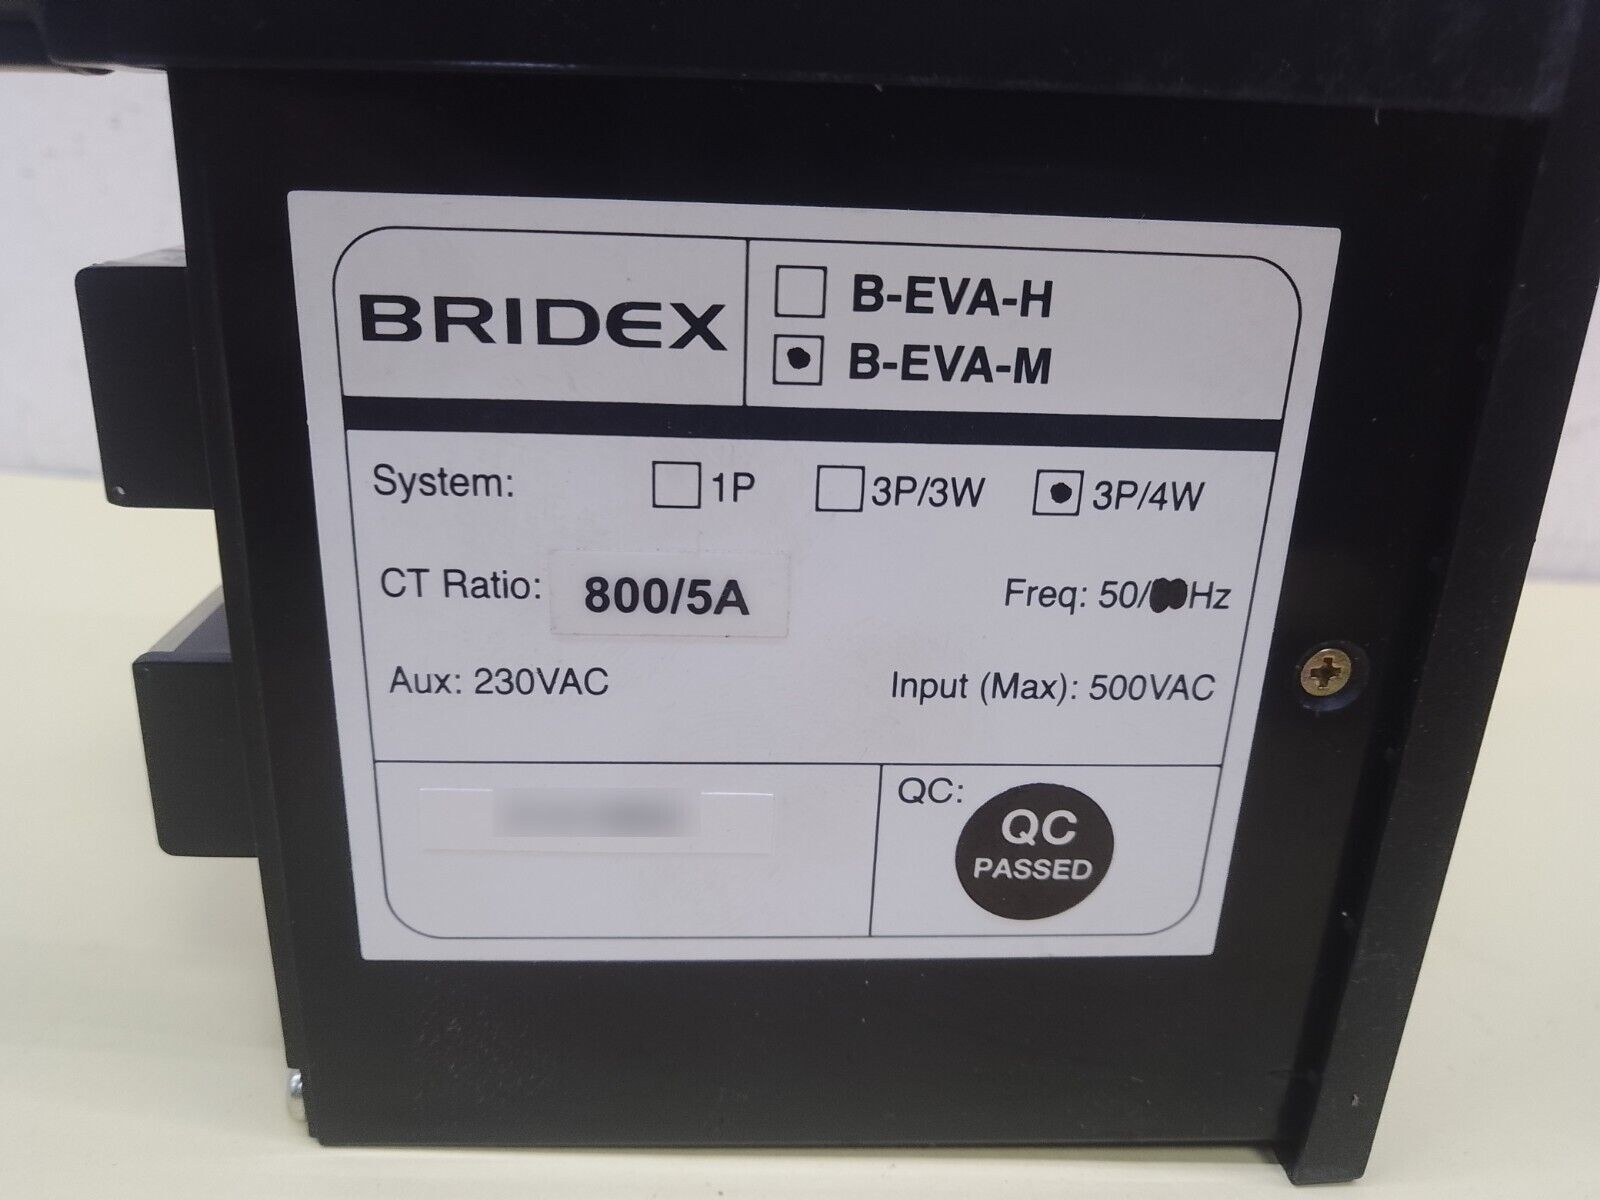 BRIDEX
B-EVA-H
B-EVA-M
System: 1P 3P/3W 3P/4W
CT Ratio: 800/5A Freq: 50/ Hz
Aux: 230VAC Input (Max): 500VAC
QC:
QC
PASSED